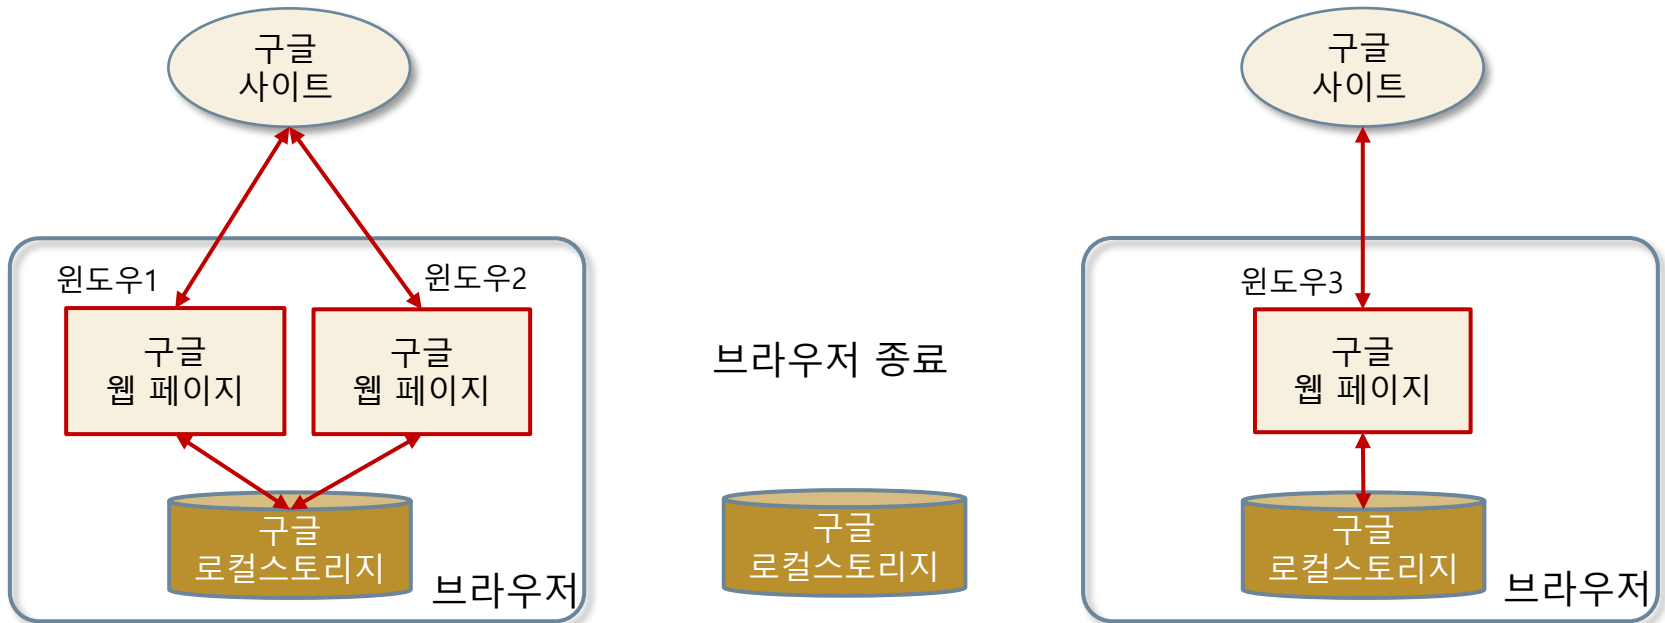 구글
사이트
윈도우1
윈도우2
구글
웹 페이지
구글
웹 페이지
구글
로컬스토리지
브라우저
브라우저 종료
구글
로컬스토리지
구글
사이트
윈도우3
구글
웹 페이지
구글
로컬스토리지
브라우저